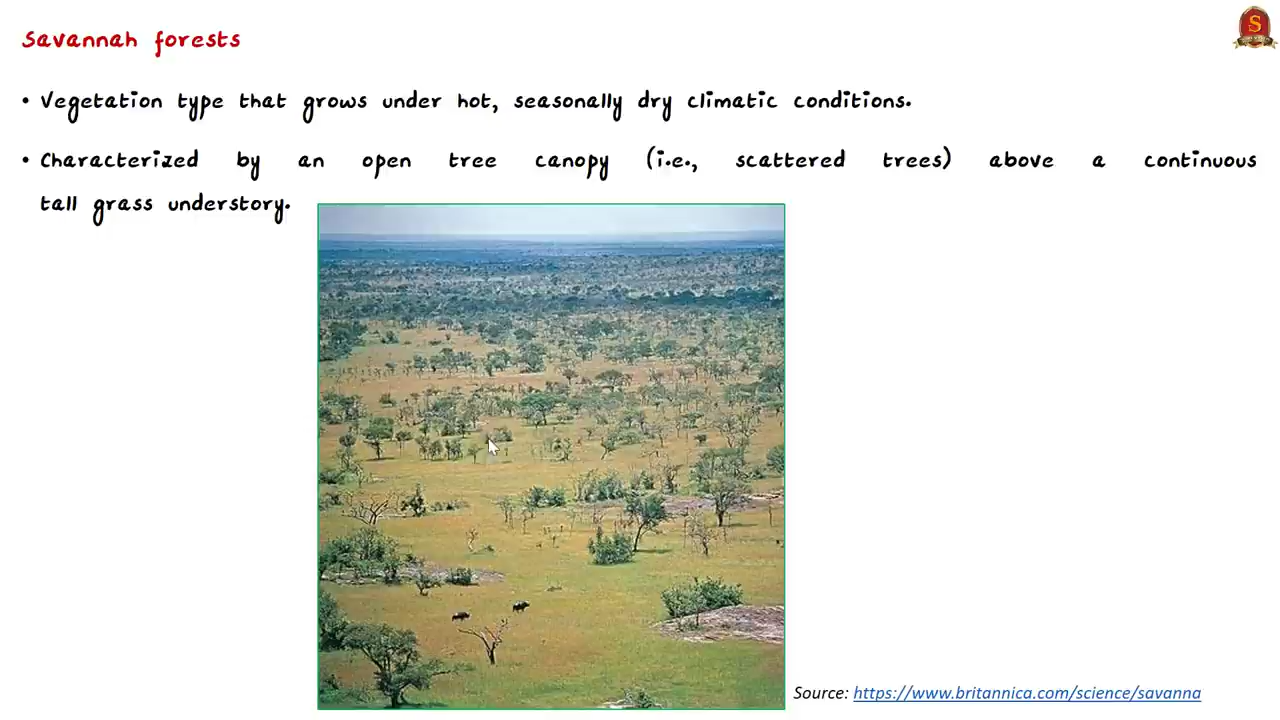 Savannah forests
• Vegetation type that grows under hot, seasonally dry climatic conditions.
• Characterized by an open tree canopy (i.e., scattered trees) above a continuous
tall grass understory.
Source: https://www.britannica.com/science/savanna